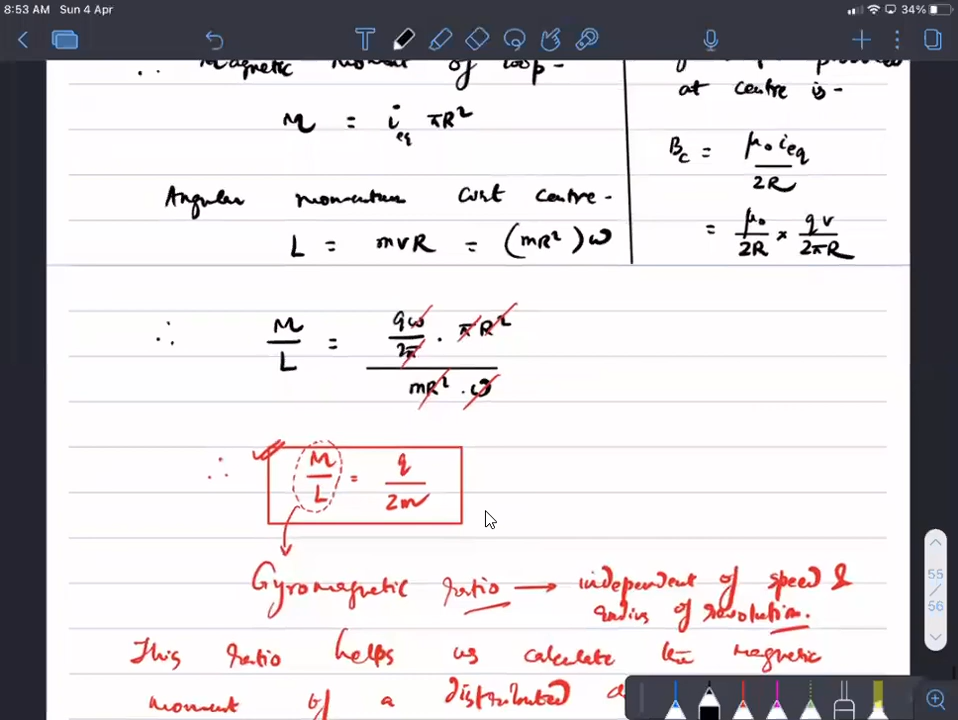 8:53 AM Sun 4 Apr
34%
∴ Magnetic moment of loop -
M = i_eq πR²
Angular momentum wrt centre -
L = mvR = (mR²) ω
at centre is -
B_c = μ₀ i_eq / 2R
= μ₀ / 2R × qv / 2πR
∴ M / L = (qω / 2π · πR²) / (mR² · ω)
∴ M / L = q / 2m
Gyromagnetic ratio → independent of speed &
radius of revolution.
This ratio helps us calculate the magnetic
moment of a distributed
55
/
56